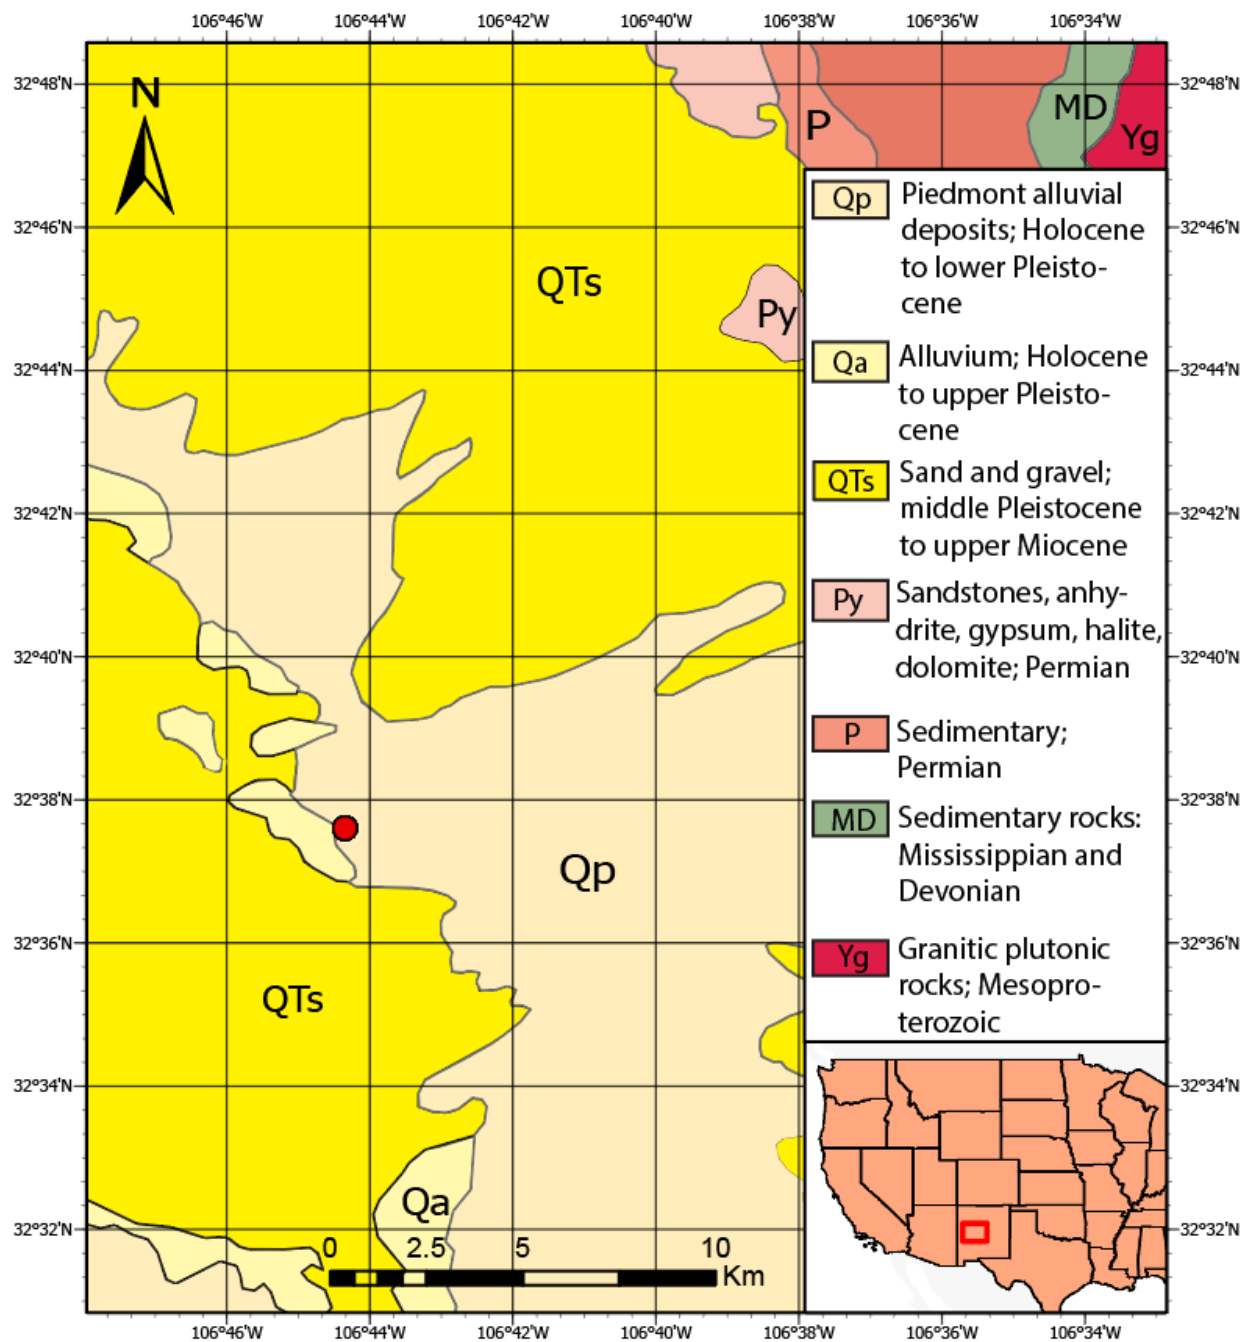 106°46'W 106°44'W 106°42'W 106°40'W 106°38'W 106°36'W 106°34'W
32°48'N
N
P
MD
Yg
32°48'N
Qp Piedmont alluvial
deposits; Holocene
to lower Pleisto-
cene
32°46'N
32°46'N
QTs
Py
Qa Alluvium; Holocene
to upper Pleisto-
cene
32°44'N
32°44'N
QTs Sand and gravel;
middle Pleistocene
to upper Miocene
32°42'N
32°42'N
Py Sandstones, anhy-
drite, gypsum, halite,
dolomite; Permian
32°40'N
32°40'N
P Sedimentary;
Permian
32°38'N
32°38'N
MD Sedimentary rocks:
Mississippian and
Devonian
Qp
32°36'N
32°36'N
Yg Granitic plutonic
rocks; Mesopro-
terozoic
QTs
32°34'N
32°34'N
Qa
32°32'N
32°32'N
0 2.5 5 10
Km
106°46'W 106°44'W 106°42'W 106°40'W 106°38'W 106°36'W 106°34'W